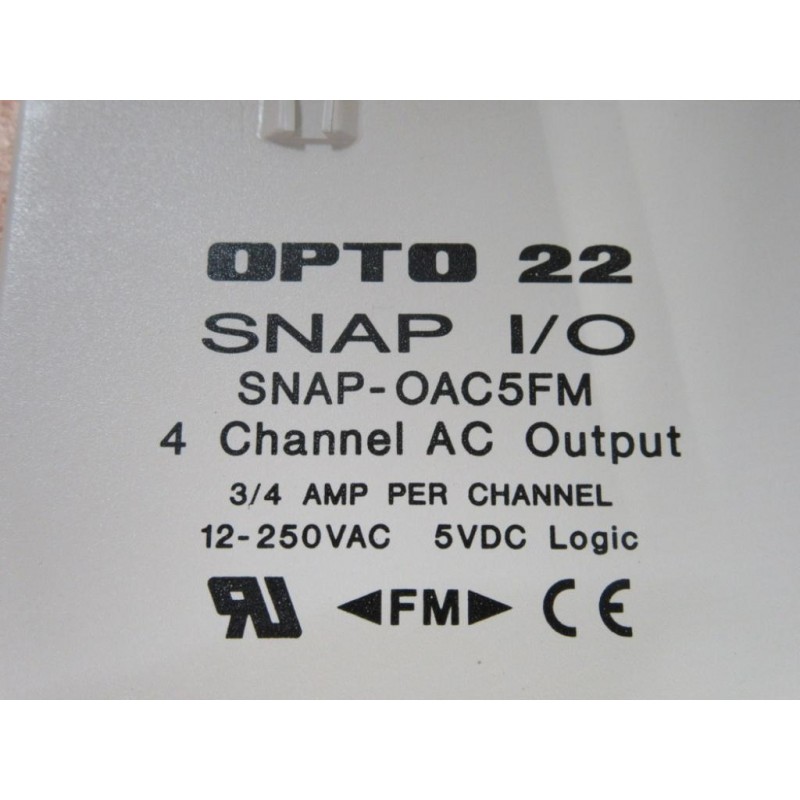 OPTO 22
SNAP I/O
SNAP-OAC5FM
4 Channel AC Output
3/4 AMP PER CHANNEL
12-250VAC 5VDC Logic
RU FM CE